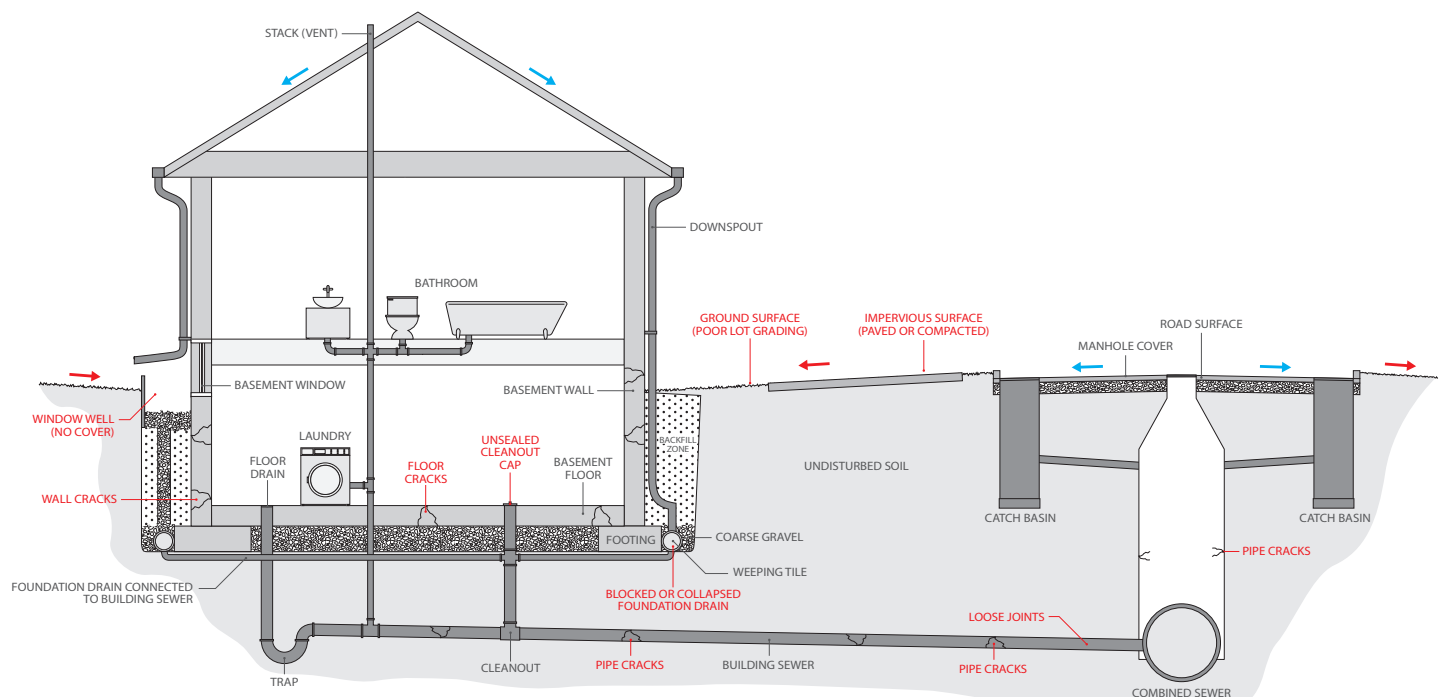 STACK (VENT)
DOWNSPOUT
BATHROOM
GROUND SURFACE
(POOR LOT GRADING)
IMPERVIOUS SURFACE
(PAVED OR COMPACTED)
ROAD SURFACE
MANHOLE COVER
BASEMENT WINDOW
BASEMENT WALL
WINDOW WELL
(NO COVER)
LAUNDRY
UNSEALED
CLEANOUT
CAP
BACKFILL
ZONE
FLOOR
DRAIN
FLOOR
CRACKS
BASEMENT
FLOOR
UNDISTURBED SOIL
WALL CRACKS
CATCH BASIN
CATCH BASIN
FOOTING
COARSE GRAVEL
PIPE CRACKS
WEEPING TILE
FOUNDATION DRAIN CONNECTED
TO BUILDING SEWER
BLOCKED OR COLLAPSED
FOUNDATION DRAIN
LOOSE JOINTS
TRAP
CLEANOUT
PIPE CRACKS
BUILDING SEWER
PIPE CRACKS
COMBINED SEWER